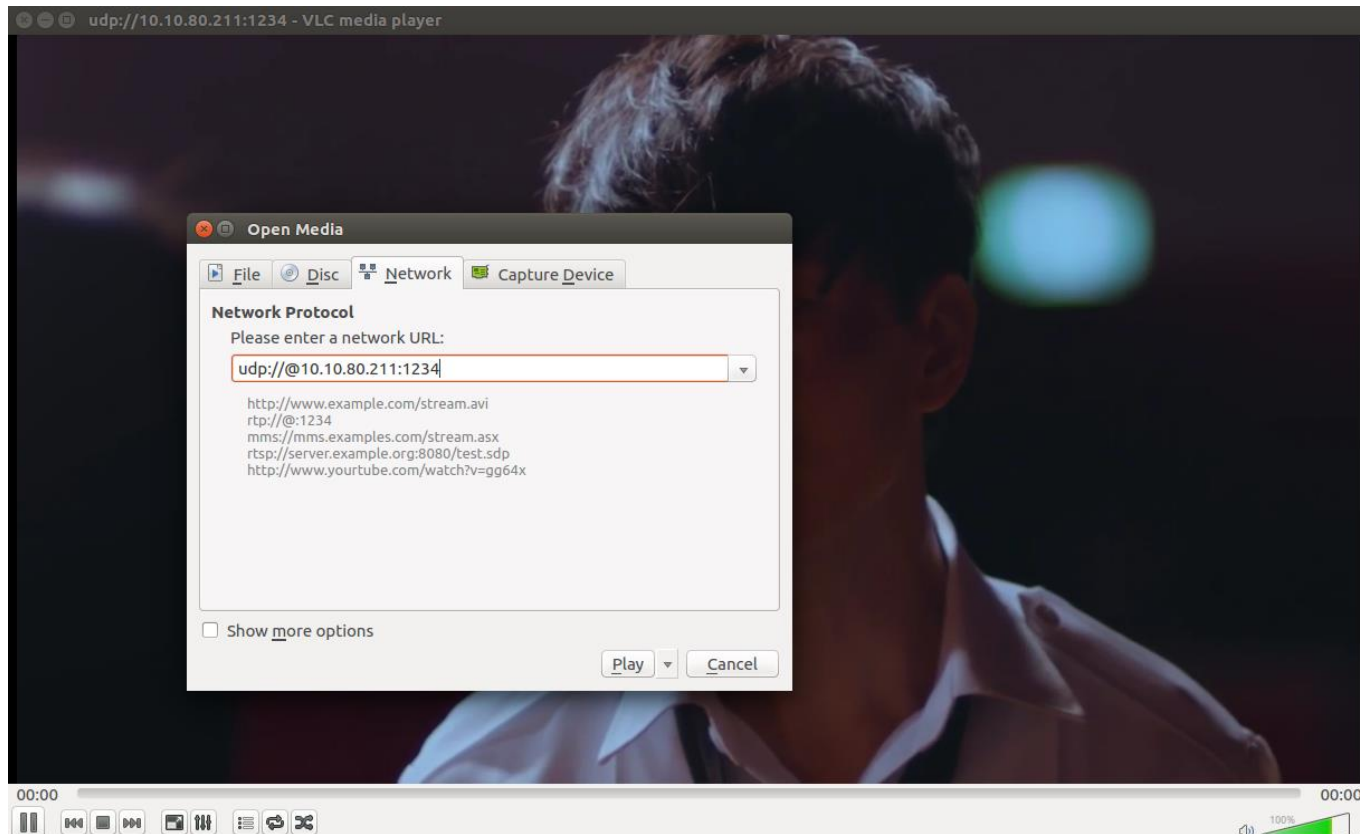 udp://10.10.80.211:1234 - VLC media player
Open Media
File Disc Network Capture Device
Network Protocol
Please enter a network URL:
udp://@10.10.80.211:1234
http://www.example.com/stream.avi
rtp://@:1234
mms://mms.examples.com/stream.asx
rtsp://server.example.org:8080/test.sdp
http://www.yourtube.com/watch?v=gg64x
Show more options
Play Cancel
00:00 00:00
100%